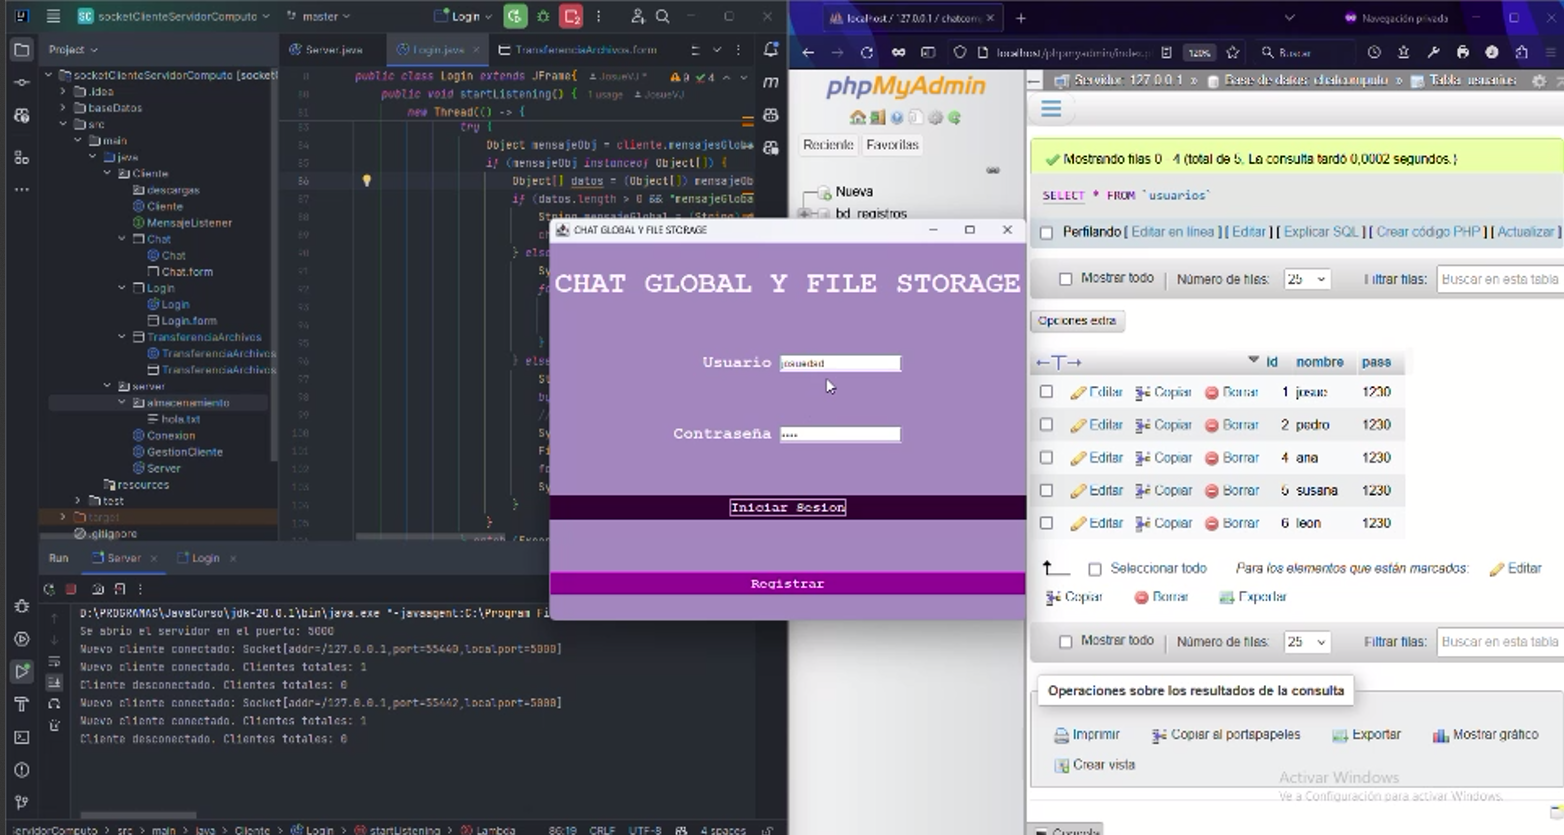 socketClienteServidorComputo
master
Login
Project
Server.java
Login.java
TransferenciaArchivos.form
socketClienteServidorComputo [socket
.idea
baseDatos
src
main
java
Cliente
descargas
Cliente
MensajeListener
Chat
Chat
Chat.form
Login
Login
Login.form
TransferenciaArchivos
TransferenciaArchivos
TransferenciaArchivos
server
almacenamiento
hola.txt
Conexion
GestionCliente
Server
resources
test
target
.gitignore
public class Login extends JFrame{ JosueVJ *
9 4
public void startListening() { 1 usage JosueVJ
new Thread(() -> {
try {
Object mensajeObj = cliente.mensajesGloba
if (mensajeObj instanceof Object[]) {
Object[] datos = (Object[]) mensajeOb
if (datos.length > 0 && "mensajeGloba
String mensajeGlobal = (String)
Run
Server
Login
D:\PROGRAMAS\JavaCurso\jdk-20.0.1\bin\java.exe "-javaagent:C:\Program Fi
Se abrio el servidor en el puerto: 5000
Nuevo cliente conectado: Socket[addr=/127.0.0.1,port=55440,localport=5000]
Nuevo cliente conectado. Clientes totales: 1
Cliente desconectado. Clientes totales: 0
Nuevo cliente conectado: Socket[addr=/127.0.0.1,port=55442,localport=5000]
Nuevo cliente conectado. Clientes totales: 1
Cliente desconectado. Clientes totales: 0
ServidorComputo > src > main > java > Cliente > Login > startListening() > Lambda
86:19 CRLF UTF-8 4 spaces
CHAT GLOBAL Y FILE STORAGE
CHAT GLOBAL Y FILE STORAGE
Usuario
josuedad
Contraseña
Iniciar Sesion
Registrar
localhost / 127.0.0.1 / chatcomp
Navegación privada
localhost/phpmyadmin/index.p
120%
Buscar
phpMyAdmin
Reciente
Favoritas
Nueva
bd_registros
Servidor: 127.0.0.1 » Base de datos: chatcomputo » Tabla: usuarios
Mostrando filas 0 - 4 (total de 5, La consulta tardó 0,0002 segundos.)
SELECT * FROM `usuarios`
Perfilando [ Editar en línea ] [ Editar ] [ Explicar SQL ] [ Crear código PHP ] [ Actualizar ]
Mostrar todo | Número de filas: 25 Filtrar filas: Buscar en esta tabla
Opciones extra
id nombre pass
Editar Copiar Borrar 1 josue 1230
Editar Copiar Borrar 2 pedro 1230
Editar Copiar Borrar 4 ana 1230
Editar Copiar Borrar 5 susana 1230
Editar Copiar Borrar 6 leon 1230
Seleccionar todo Para los elementos que están marcados: Editar
Copiar Borrar Exportar
Mostrar todo | Número de filas: 25 Filtrar filas: Buscar en esta tabla
Operaciones sobre los resultados de la consulta
Imprimir Copiar al portapapeles Exportar Mostrar gráfico
Crear vista
Activar Windows
Ve a Configuración para activar Windows.
Consola